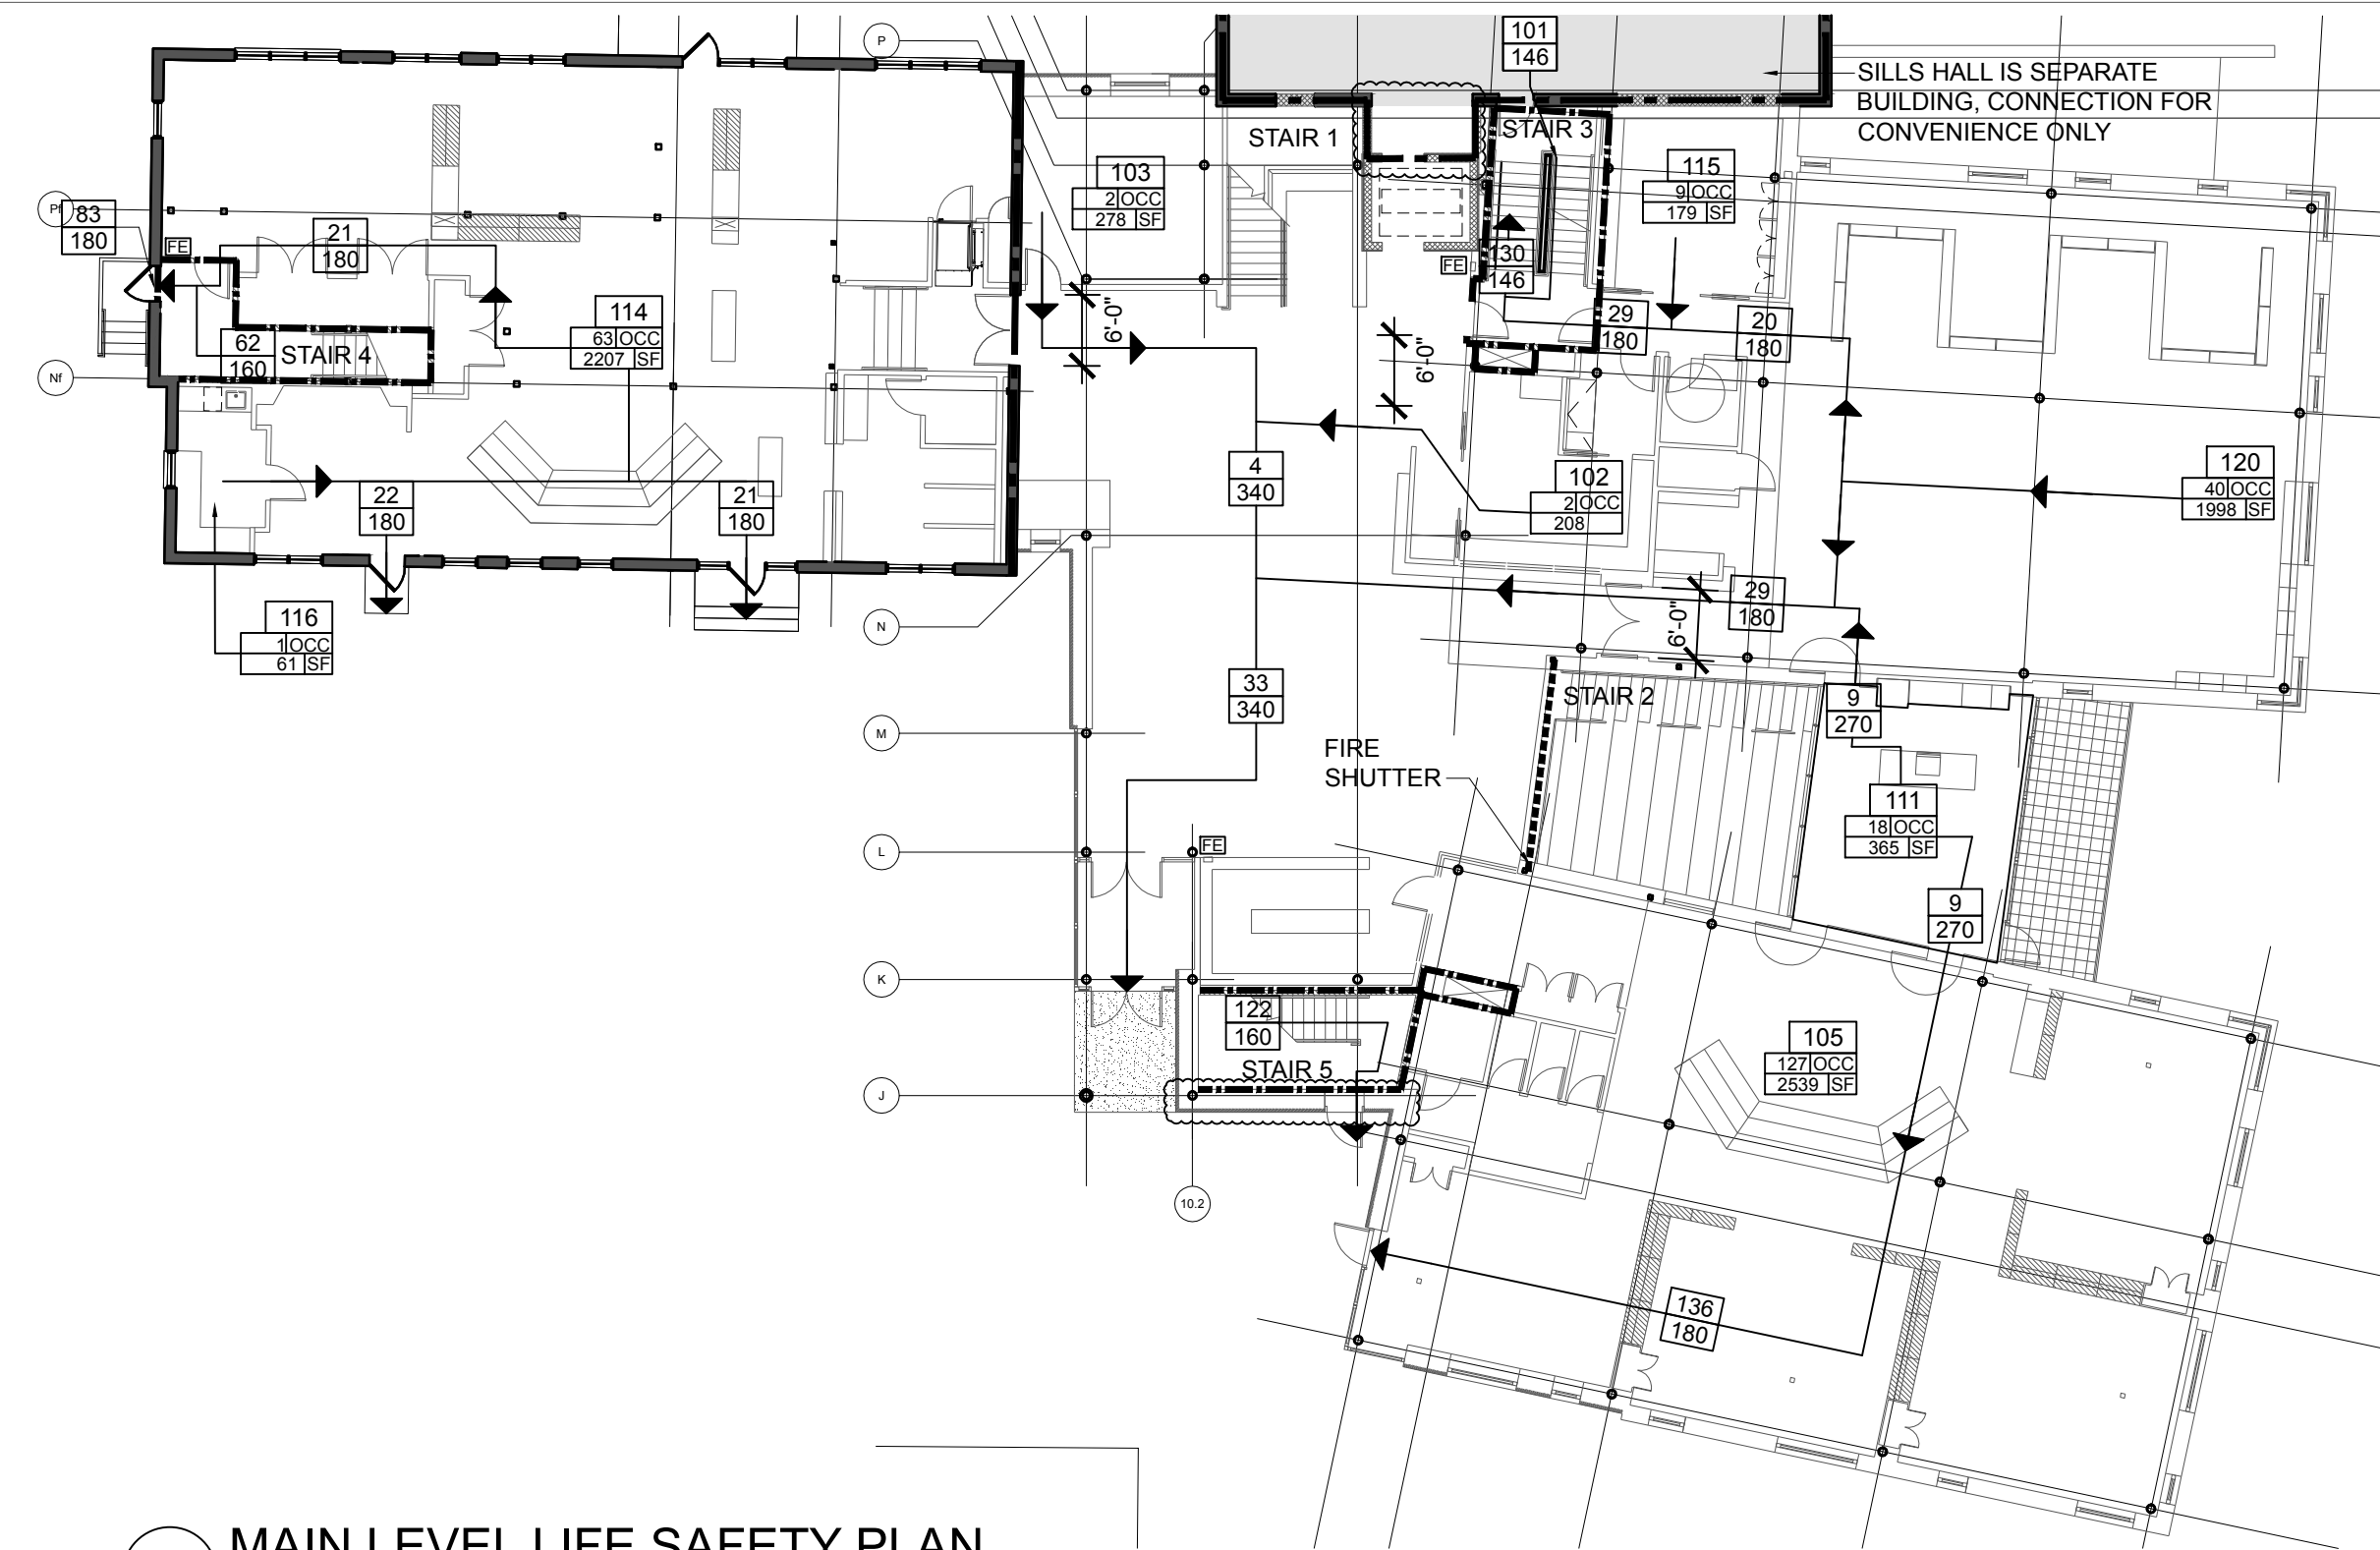 P
101
146
SILLS HALL IS SEPARATE
BUILDING, CONNECTION FOR
CONVENIENCE ONLY
STAIR 1
STAIR 3
103
2 OCC
278 SF
115
9 OCC
179 SF
Pf
83
180
FE
21
180
114
63 OCC
2207 SF
6'-0"
FE
130
146
29
180
20
180
6'-0"
62
160
STAIR 4
Nf
22
180
21
180
4
340
102
2 OCC
208
120
40 OCC
1998 SF
116
1 OCC
61 SF
N
29
180
6'-0"
33
340
STAIR 2
9
270
M
FIRE
SHUTTER
111
18 OCC
365 SF
L
FE
9
270
K
122
160
STAIR 5
105
127 OCC
2539 SF
J
10.2
136
180
MAIN LEVEL LIFE SAFETY PLAN